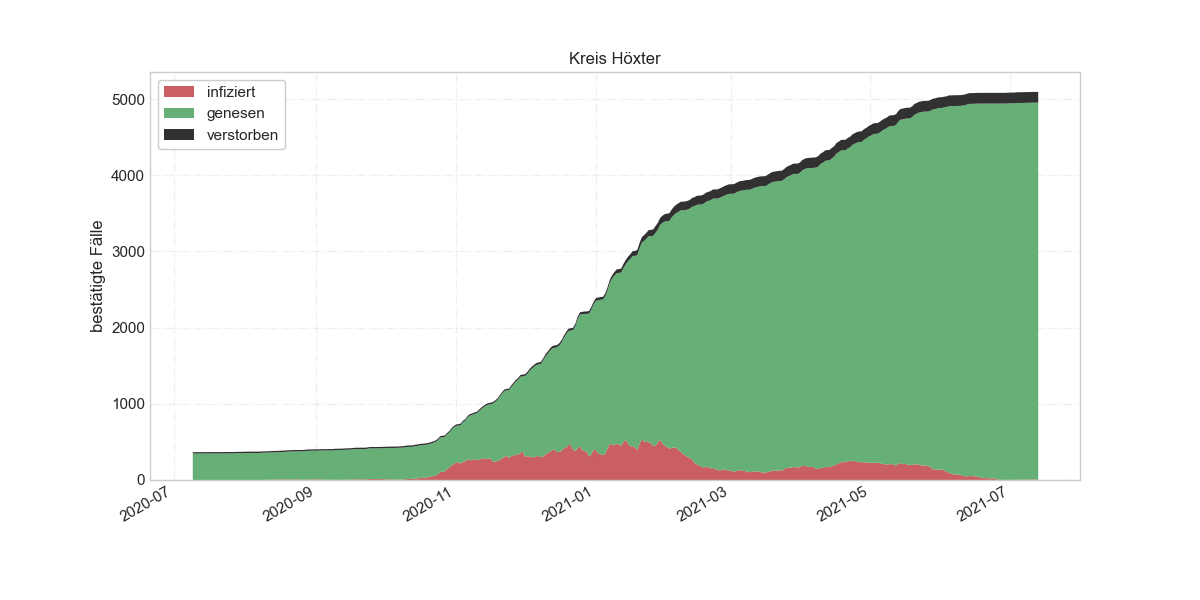 Kreis Höxter
infiziert
genesen
verstorben
bestätigte Fälle
5000
4000
3000
2000
1000
0
2020-07
2020-09
2020-11
2021-01
2021-03
2021-05
2021-07